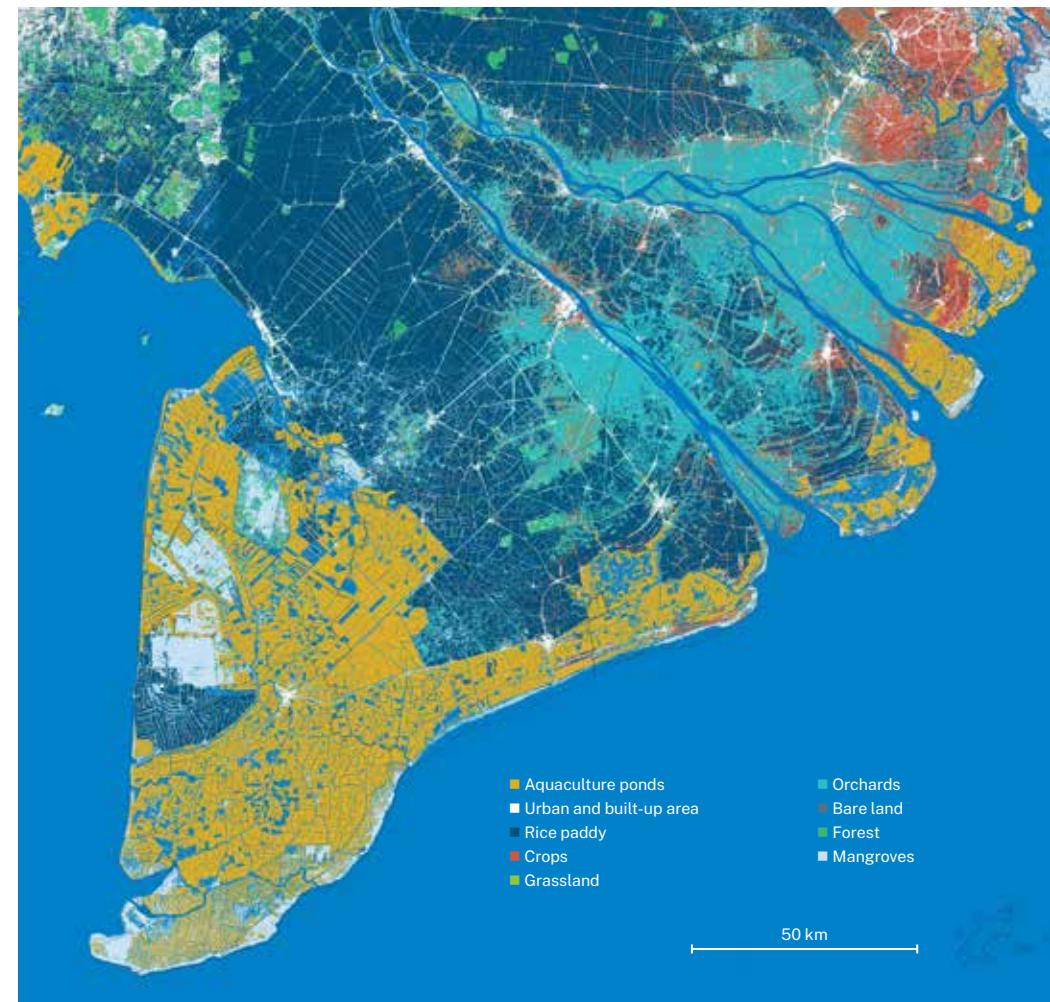 Aquaculture ponds
Urban and built-up area
Rice paddy
Crops
Grassland
Orchards
Bare land
Forest
Mangroves
50 km